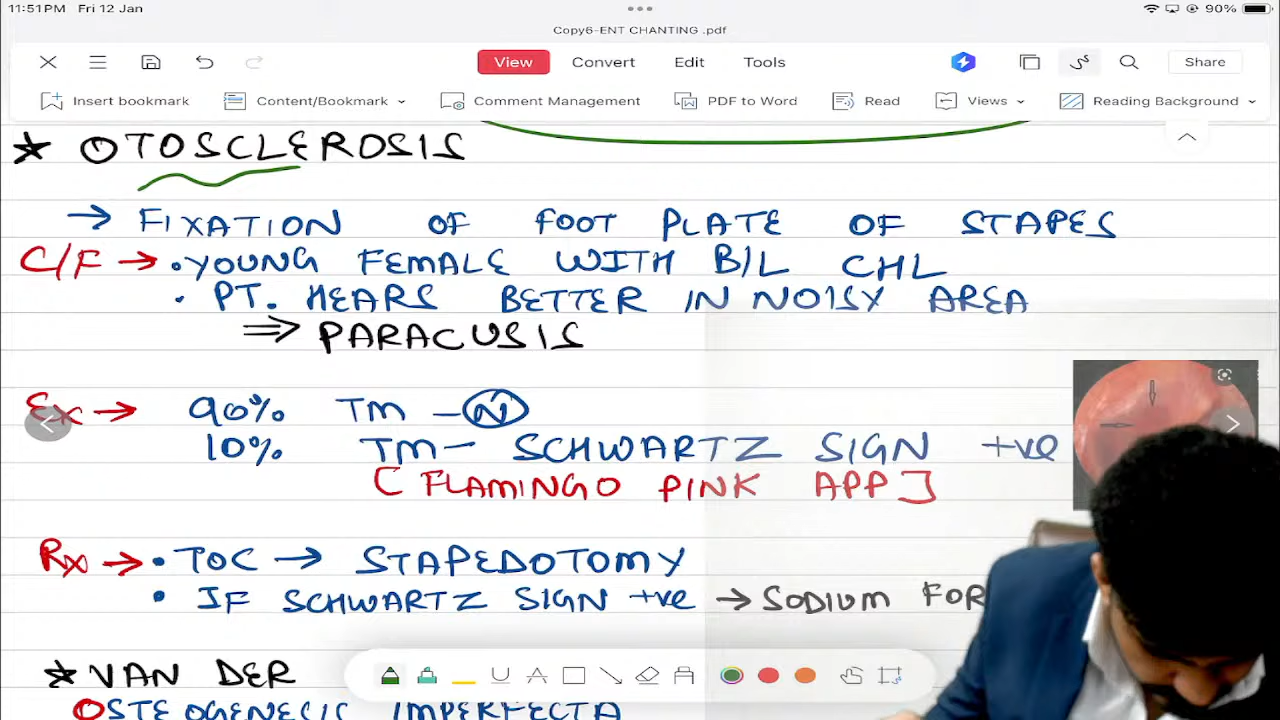 11:51PM Fri 12 Jan
90%
Copy6-ENT CHANTING .pdf
View Convert Edit Tools Share
Insert bookmark Content/Bookmark Comment Management PDF to Word Read Views Reading Background
★ OTOSCLEROSIS
→ FIXATION OF FOOT PLATE OF STAPES
C/F → • YOUNG FEMALE WITH B/L CHL
• PT. HEARS BETTER IN NOISY AREA
⇒ PARACUSIS
Ex → 90% TM – N
10% TM – SCHWARTZ SIGN +ve
[FLAMINGO PINK APP]
Rx → • TOC → STAPEDOTOMY
• IF SCHWARTZ SIGN +ve → SODIUM FOR
★ VAN DER
OSTEOGENESIS IMPERFECTA